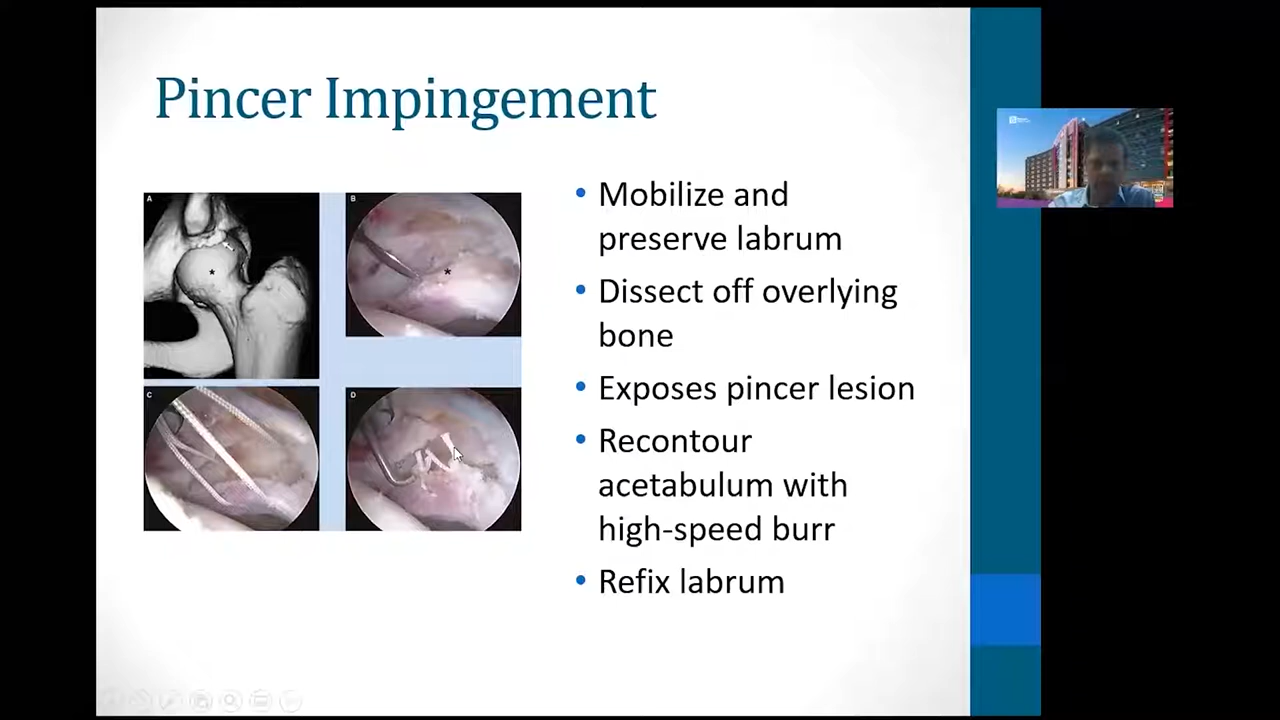 Pincer Impingement
A
B
C
D
• Mobilize and
preserve labrum
• Dissect off overlying
bone
• Exposes pincer lesion
• Recontour
acetabulum with
high-speed burr
• Refix labrum